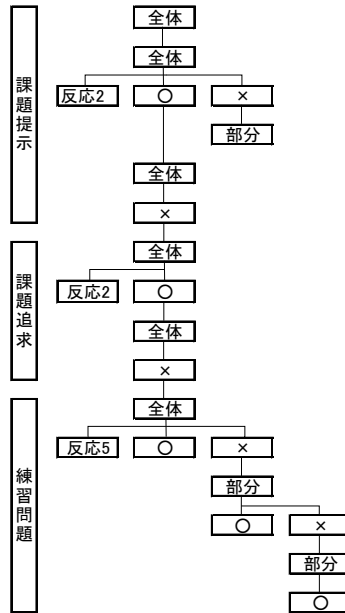 課題提示
全体
全体
反応2 ○ ×
部分
全体
×
課題追求
全体
反応2 ○
全体
×
練習問題
全体
反応5 ○ ×
部分
○ ×
部分
○